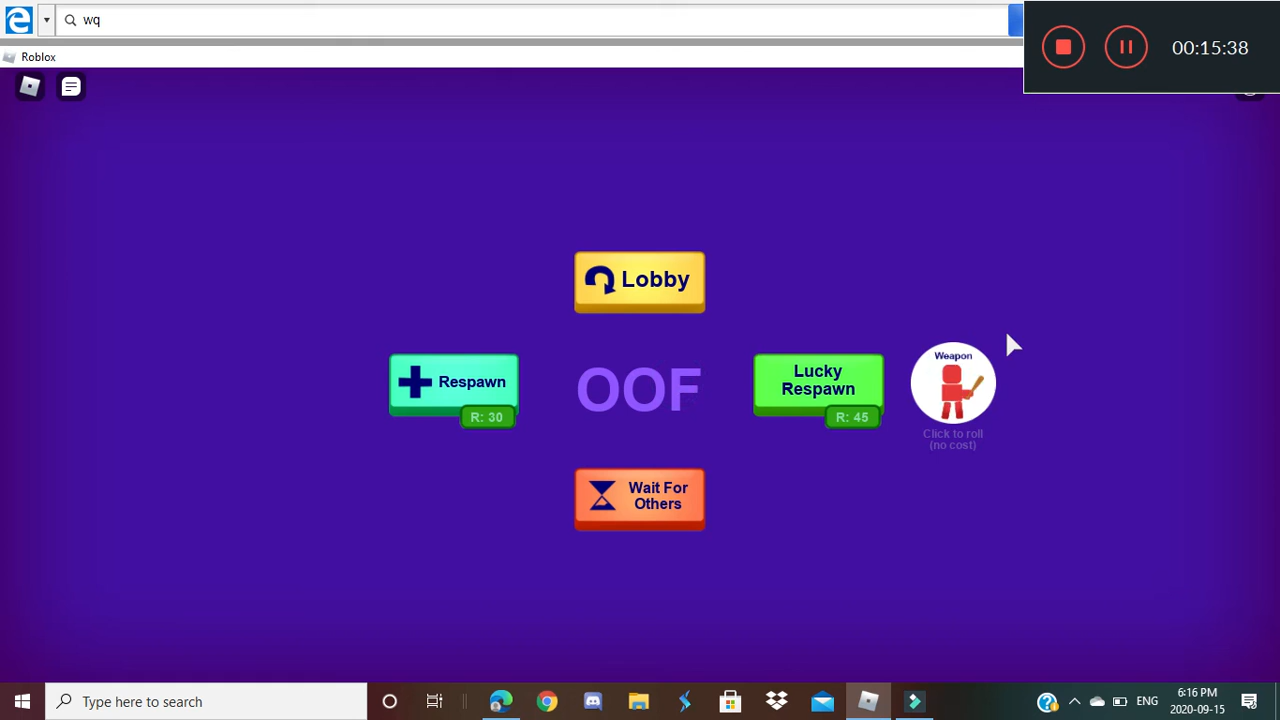 wq
00:15:38
Roblox
Lobby
Respawn
R: 30
OOF
Lucky
Respawn
R: 45
Weapon
Click to roll
(no cost)
Wait For
Others
Type here to search
ENG
6:16 PM
2020-09-15